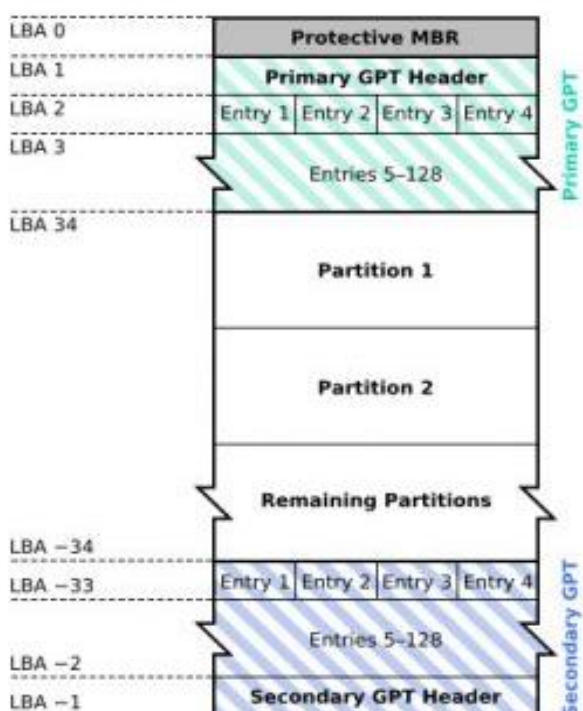 LBA 0
Protective MBR
LBA 1
Primary GPT Header
LBA 2
Entry 1 Entry 2 Entry 3 Entry 4
LBA 3
Entries 5–128
Primary GPT
LBA 34
Partition 1
Partition 2
Remaining Partitions
LBA −34
LBA −33
Entry 1 Entry 2 Entry 3 Entry 4
Entries 5–128
LBA −2
LBA −1
Secondary GPT Header
Secondary GPT